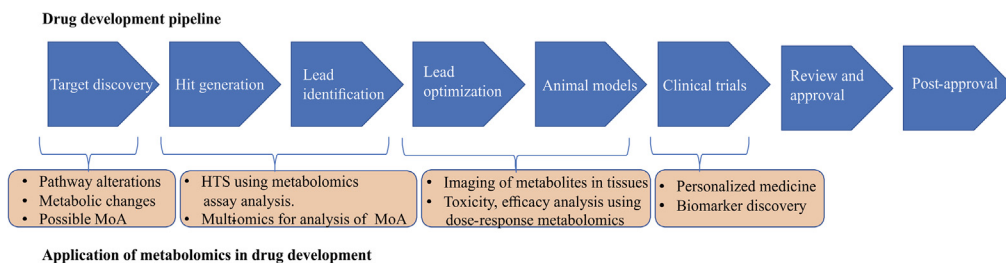 Drug development pipeline
Target discovery
Hit generation
Lead
identification
Lead
optimization
Animal models
Clinical trials
Review and
approval
Post-approval
• Pathway alterations
• Metabolic changes
• Possible MoA
• HTS using metabolomics
assay analysis.
• Multi-omics for analysis of MoA
• Imaging of metabolites in tissues
• Toxicity, efficacy analysis using
dose-response metabolomics
• Personalized medicine
• Biomarker discovery
Application of metabolomics in drug development